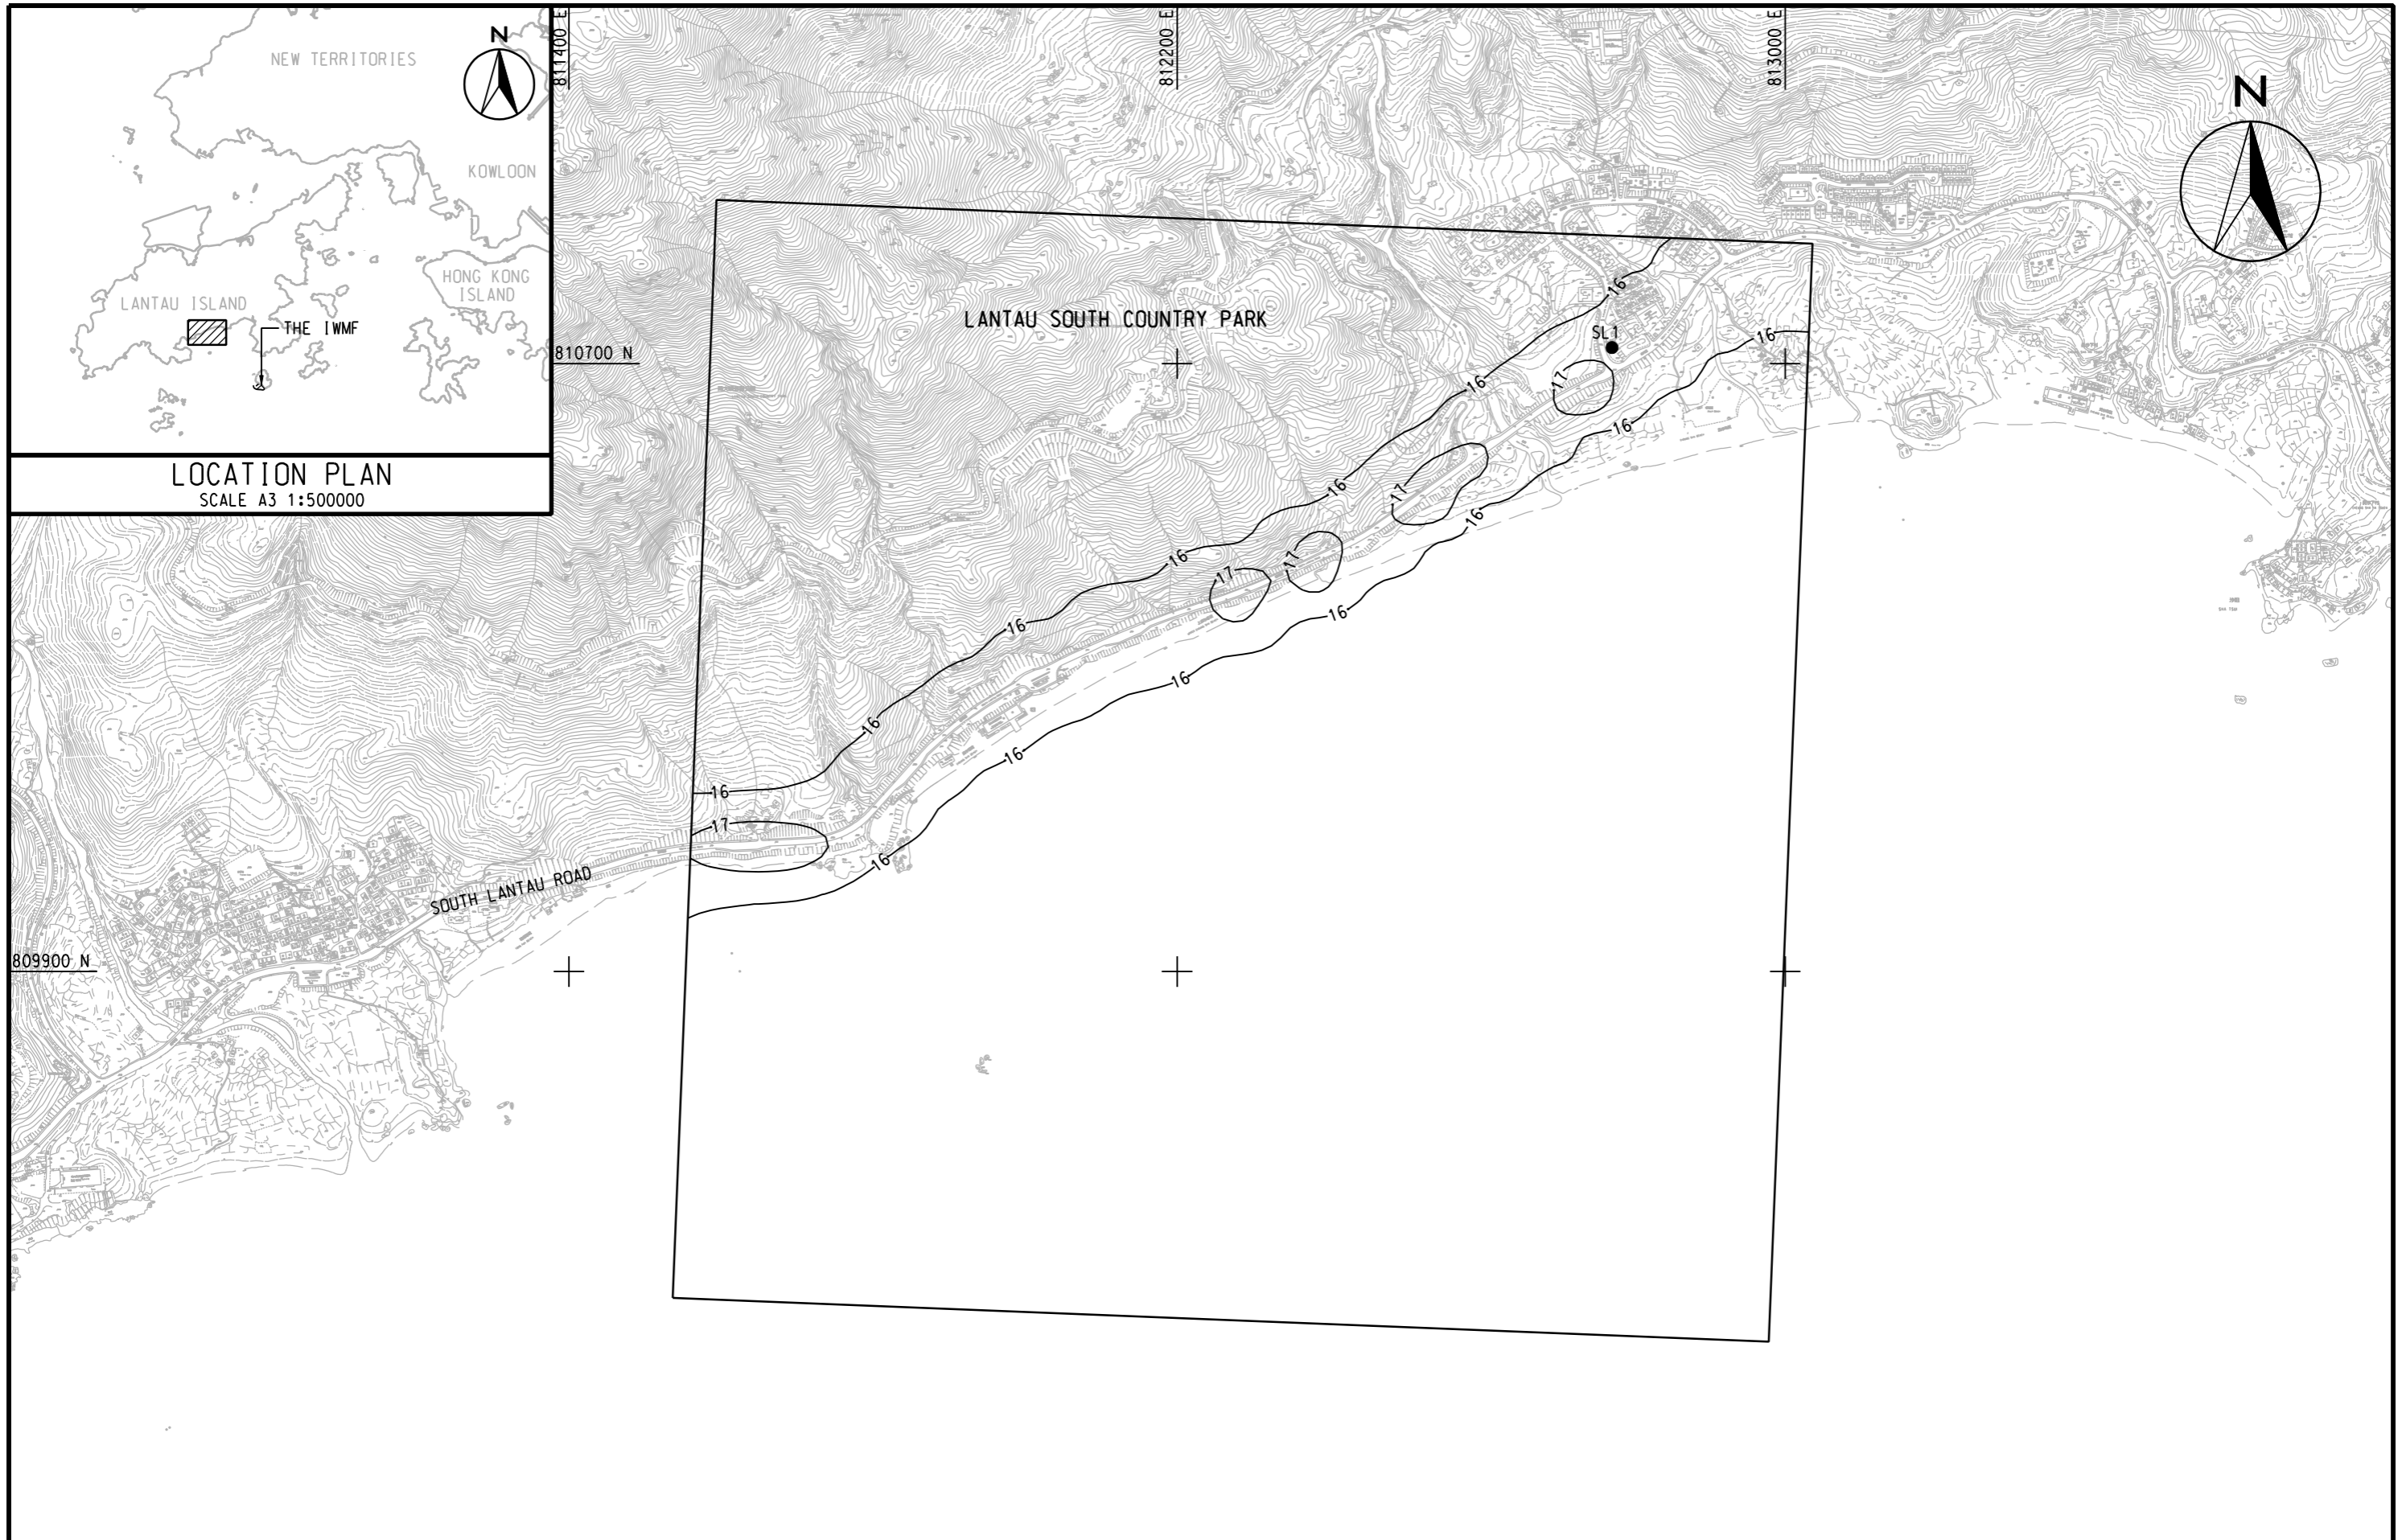 NEW TERRITORIES
N
KOWLOON
HONG KONG
ISLAND
LANTAU ISLAND
THE IWMF
LOCATION PLAN
SCALE A3 1:500000
811400 E
812200 E
813000 E
N
LANTAU SOUTH COUNTRY PARK
810700 N
SL1
16
16
16
17
16
16
17
16
17
16
17
16
16
16
16
16
16
17
16
SOUTH LANTAU ROAD
809900 N